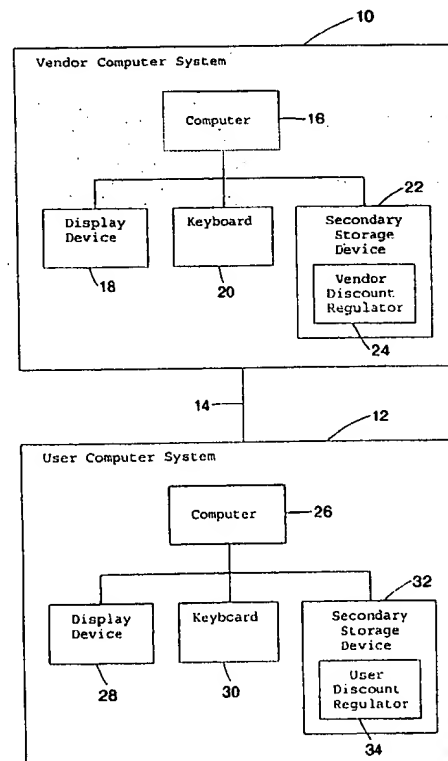 10
Vendor Computer System
Computer
16
22
Display
Device
18
Keyboard
20
Secondary
Storage
Device
Vendor
Discount
Regulator
24
14
12
User Computer System
Computer
26
32
Display
Device
28
Keyboard
30
Secondary
Storage
Device
User
Discount
Regulator
34